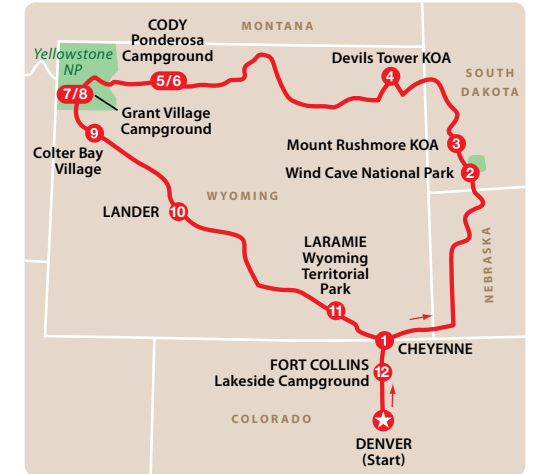 MONTANA
CODY
Ponderosa
Campground
Yellowstone
NP
5/6
7/8
Grant Village
Campground
Devils Tower KOA
4
SOUTH
DAKOTA
9
Colter Bay
Village
3
Mount Rushmore KOA
2
Wind Cave National Park
WYOMING
LANDER
10
LARAMIE
Wyoming
Territorial
Park
11
NEBRASKA
1
CHEYENNE
FORT COLLINS
Lakeside Campground
12
COLORADO
DENVER
(Start)